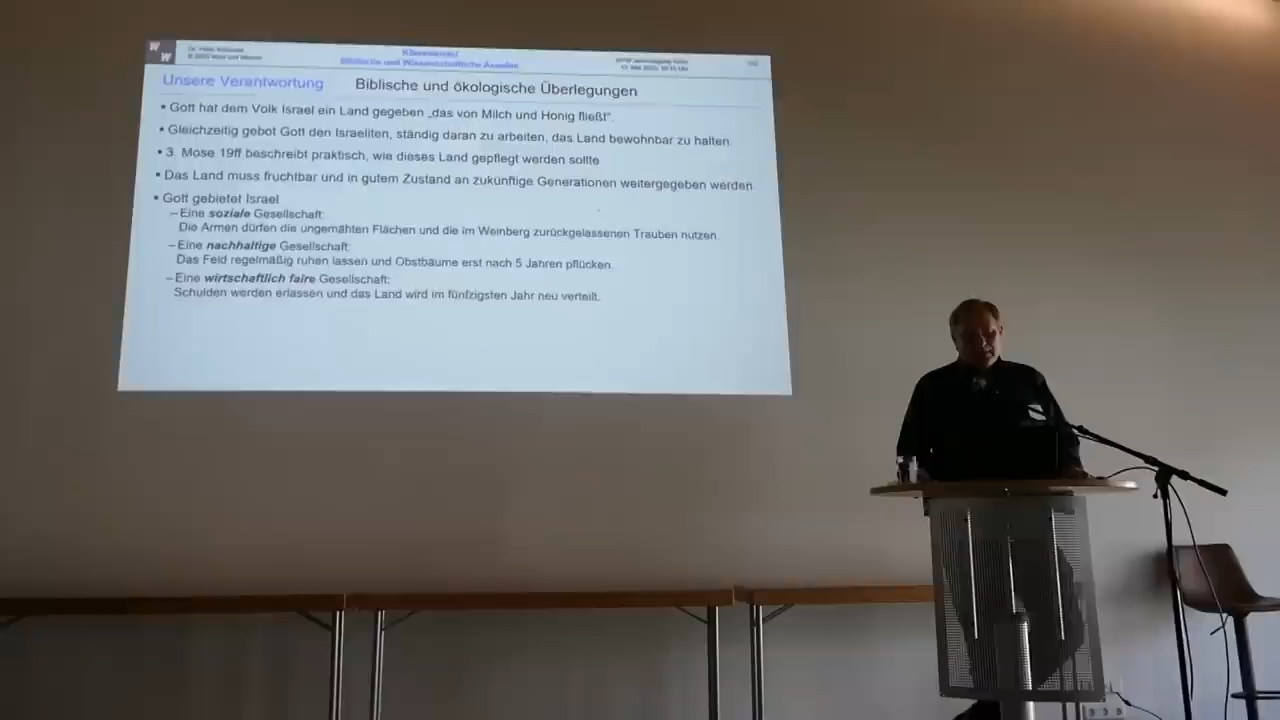 W
W
Klimawandel
Biblische und Wissenschaftliche Aspekte
Unsere Verantwortung Biblische und ökologische Überlegungen
▪ Gott hat dem Volk Israel ein Land gegeben „das von Milch und Honig fließt“.
▪ Gleichzeitig gebot Gott den Israeliten, ständig daran zu arbeiten, das Land bewohnbar zu halten.
▪ 3. Mose 19ff beschreibt praktisch, wie dieses Land gepflegt werden sollte
▪ Das Land muss fruchtbar und in gutem Zustand an zukünftige Generationen weitergegeben werden.
▪ Gott gebietet Israel
– Eine soziale Gesellschaft:
Die Armen dürfen die ungemähten Flächen und die im Weinberg zurückgelassenen Trauben nutzen.
– Eine nachhaltige Gesellschaft:
Das Feld regelmäßig ruhen lassen und Obstbäume erst nach 5 Jahren pflücken.
– Eine wirtschaftlich faire Gesellschaft:
Schulden werden erlassen und das Land wird im fünfzigsten Jahr neu verteilt.